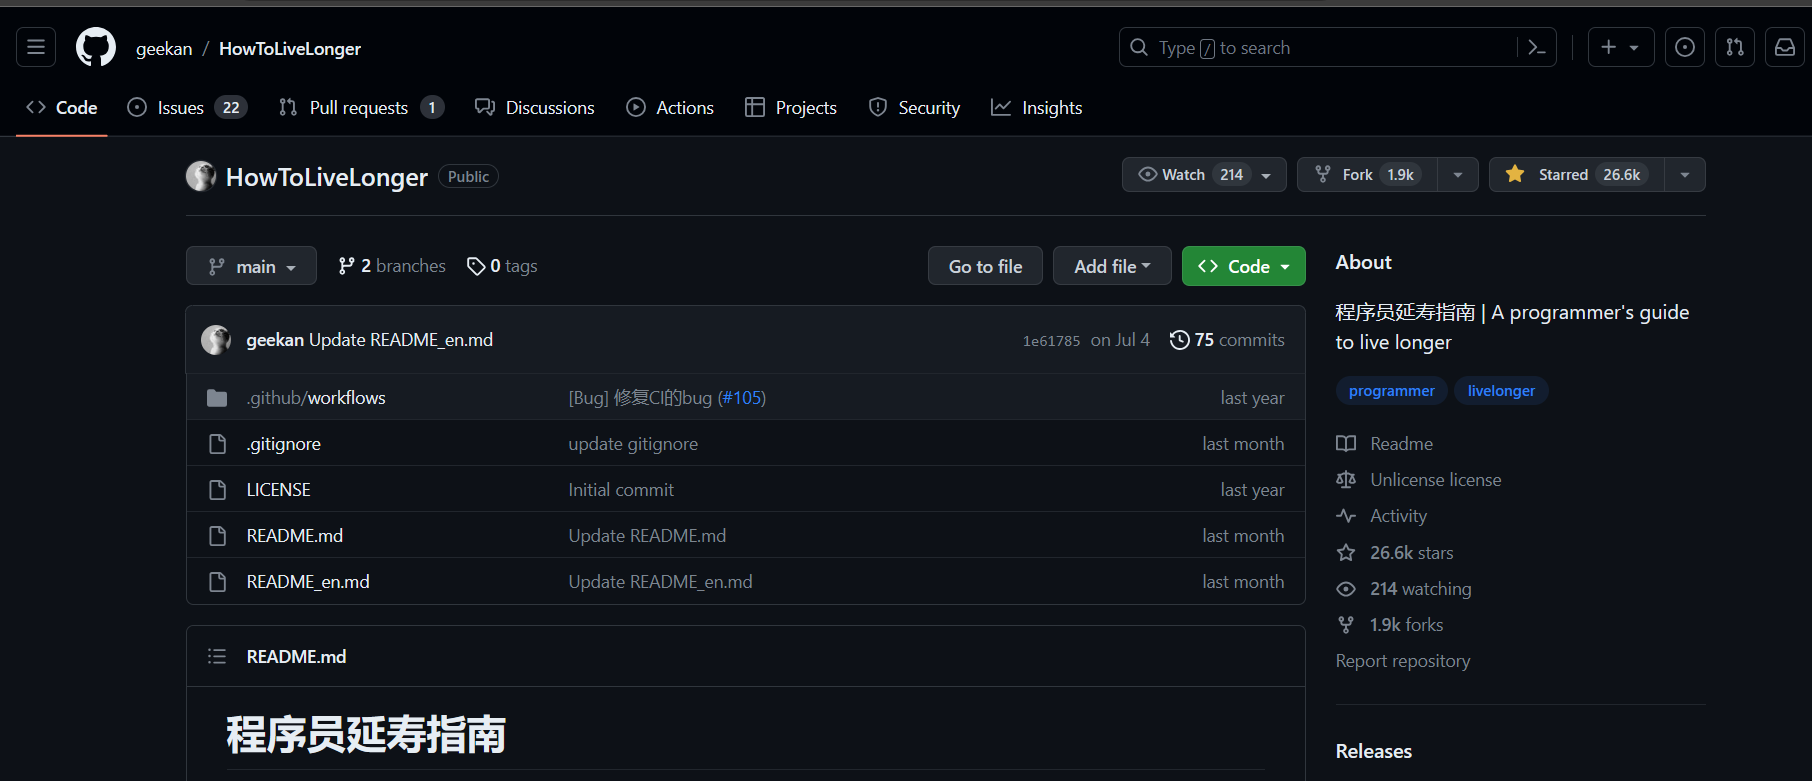 geekan / HowToLiveLonger
Type / to search
Code
Issues 22
Pull requests 1
Discussions
Actions
Projects
Security
Insights
HowToLiveLonger Public
Watch 214
Fork 1.9k
Starred 26.6k
main
2 branches
0 tags
Go to file
Add file
Code
geekan Update README_en.md 1e61785 on Jul 4 75 commits
.github/workflows [Bug] 修复CI的bug (#105) last year
.gitignore update gitignore last month
LICENSE Initial commit last year
README.md Update README.md last month
README_en.md Update README_en.md last month
README.md
程序员延寿指南
About
程序员延寿指南 | A programmer's guide
to live longer
programmer livelonger
Readme
Unlicense license
Activity
26.6k stars
214 watching
1.9k forks
Report repository
Releases